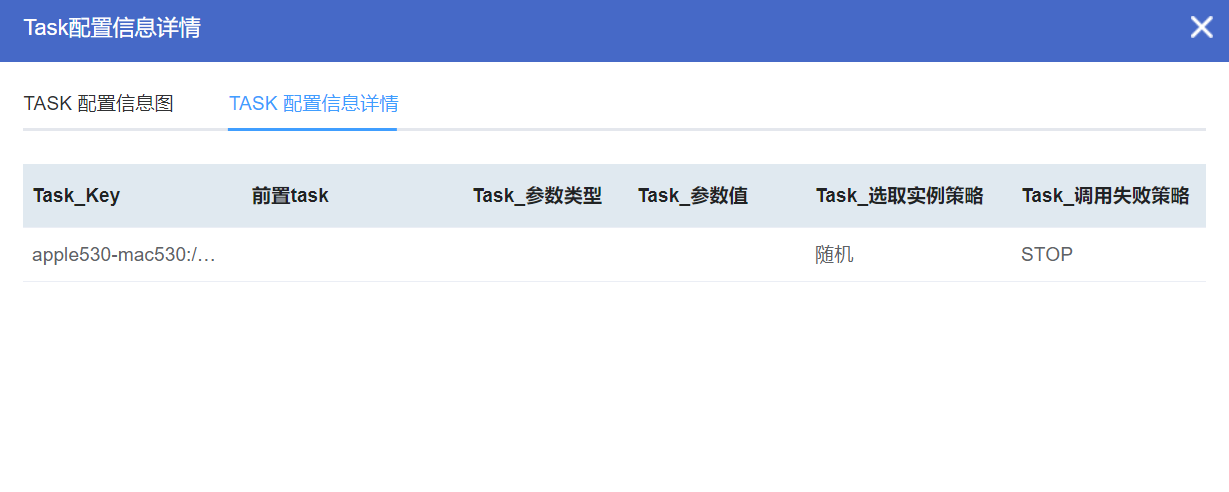 Task配置信息详情
TASK 配置信息图 TASK 配置信息详情
Task_Key 前置task Task_参数类型 Task_参数值 Task_选取实例策略 Task_调用失败策略
apple530-mac530:/… 随机 STOP